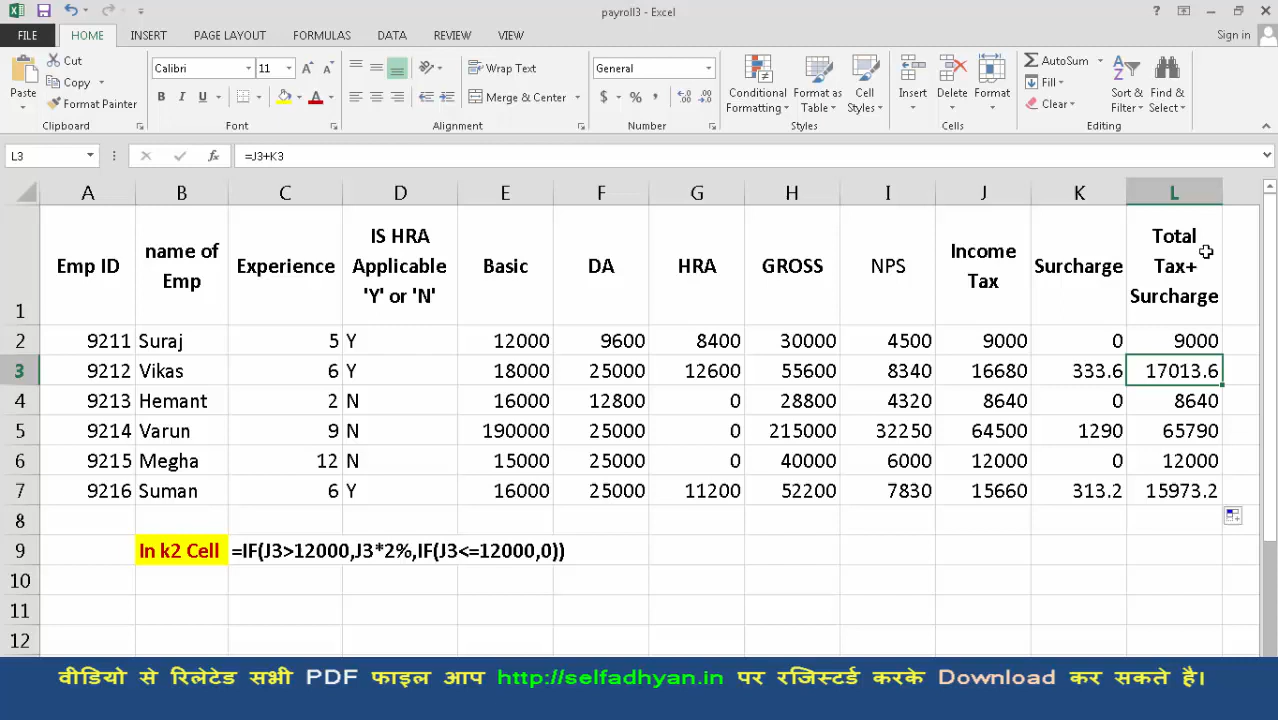 payroll3 - Excel
? 
FILE HOME INSERT PAGE LAYOUT FORMULAS DATA REVIEW VIEW Sign in
Cut
Copy
Format Painter
Paste
Clipboard
Calibri 11
B I U
Font
Wrap Text
Merge & Center
Alignment
General
$ % ,
Number
Conditional Formatting
Format as Table
Cell Styles
Styles
Insert Delete Format
Cells
AutoSum
Fill
Clear
Sort & Filter
Find & Select
Editing
L3 fx =J3+K3
A B C D E F G H I J K L
1 Emp ID name of Emp Experience IS HRA Applicable 'Y' or 'N' Basic DA HRA GROSS NPS Income Tax Surcharge Total Tax+ Surcharge
2 9211 Suraj 5 Y 12000 9600 8400 30000 4500 9000 0 9000
3 9212 Vikas 6 Y 18000 25000 12600 55600 8340 16680 333.6 17013.6
4 9213 Hemant 2 N 16000 12800 0 28800 4320 8640 0 8640
5 9214 Varun 9 N 190000 25000 0 215000 32250 64500 1290 65790
6 9215 Megha 12 N 15000 25000 0 40000 6000 12000 0 12000
7 9216 Suman 6 Y 16000 25000 11200 52200 7830 15660 313.2 15973.2
8
9 In k2 Cell =IF(J3>12000,J3*2%,IF(J3<=12000,0))
10
11
12
वीडियो से रिलेटेड सभी PDF फाइल आप http://selfadhyan.in पर रजिस्टर्ड करके Download कर सकते है।